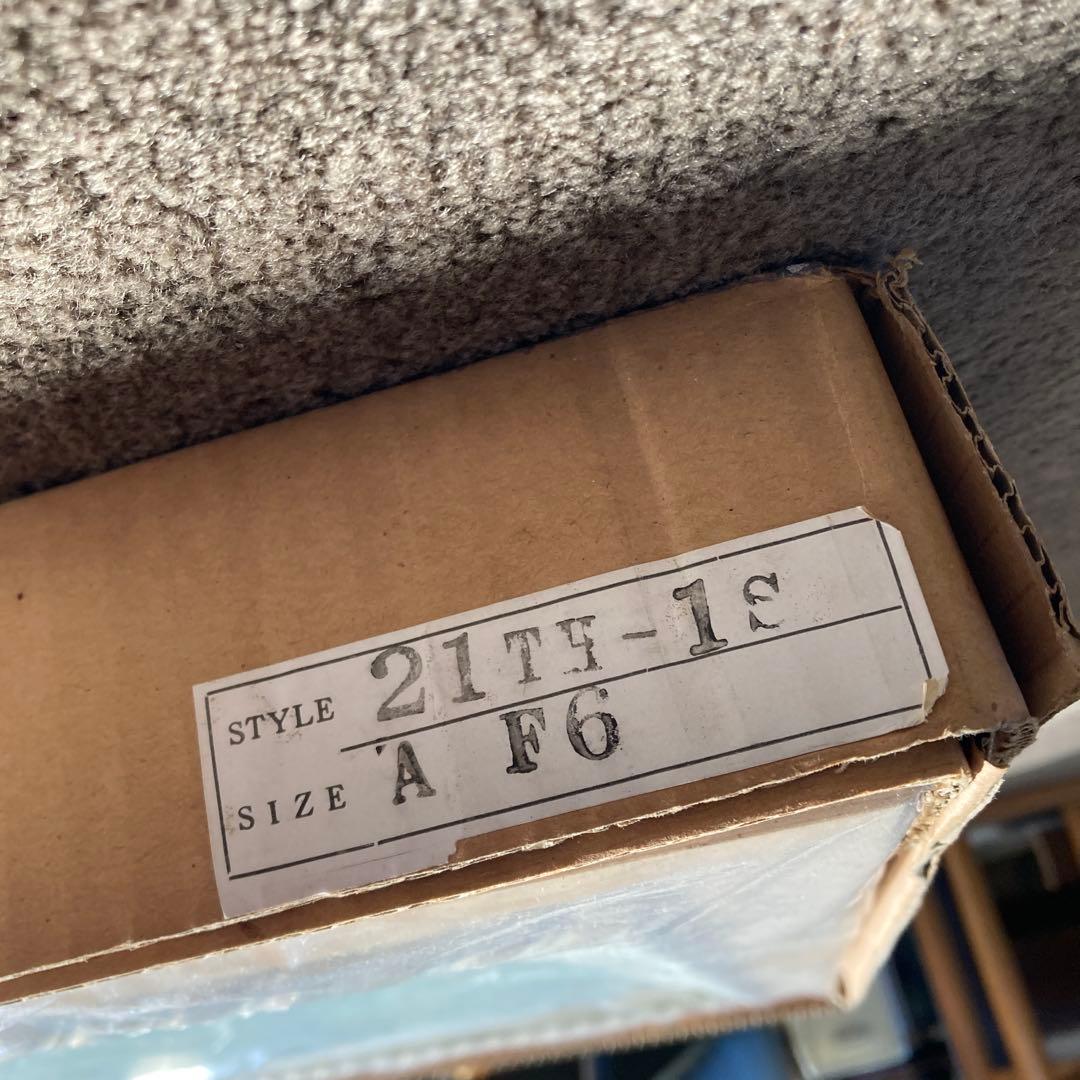 STYLE 21TH-1S
SIZE A F6